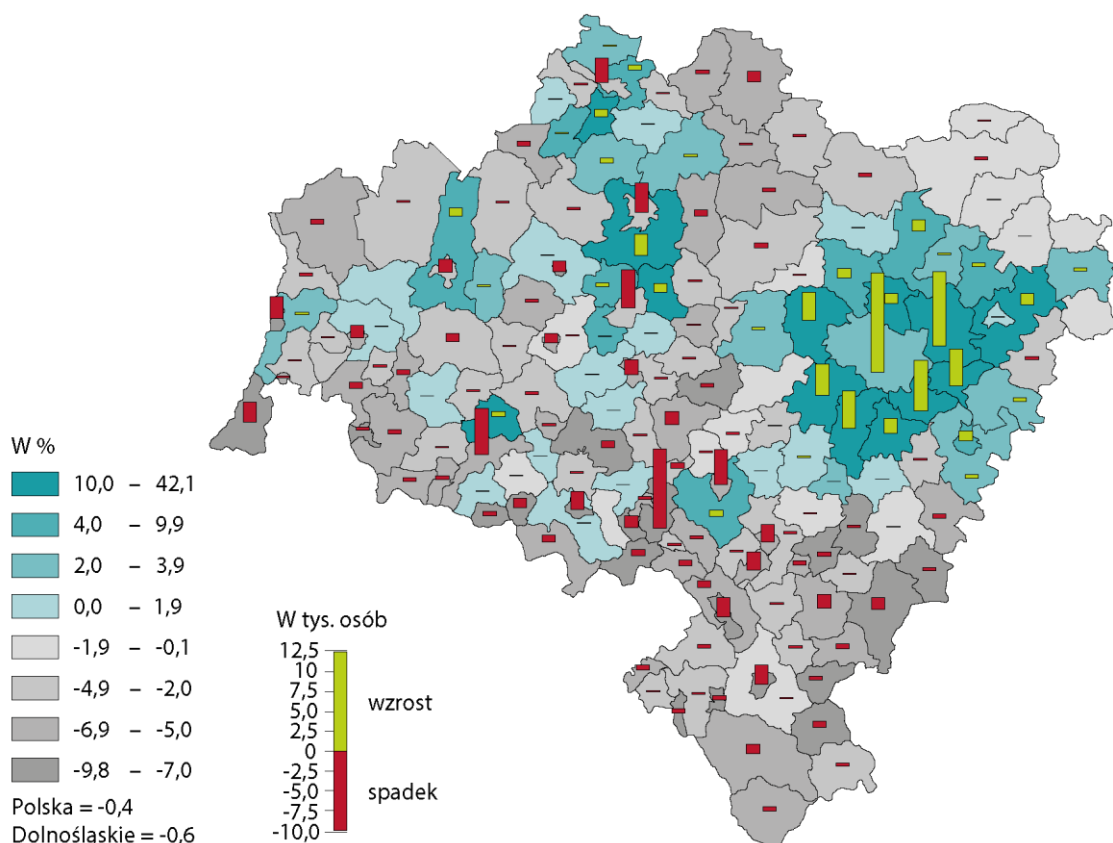 W %
10,0 – 42,1
4,0 – 9,9
2,0 – 3,9
0,0 – 1,9
-1,9 – -0,1
-4,9 – -2,0
-6,9 – -5,0
-9,8 – -7,0
Polska = -0,4
Dolnośląskie = -0,6
W tys. osób
12,5
10
7,5
5,0
2,5
0
-2,5
-5,0
-7,5
-10,0
wzrost
spadek